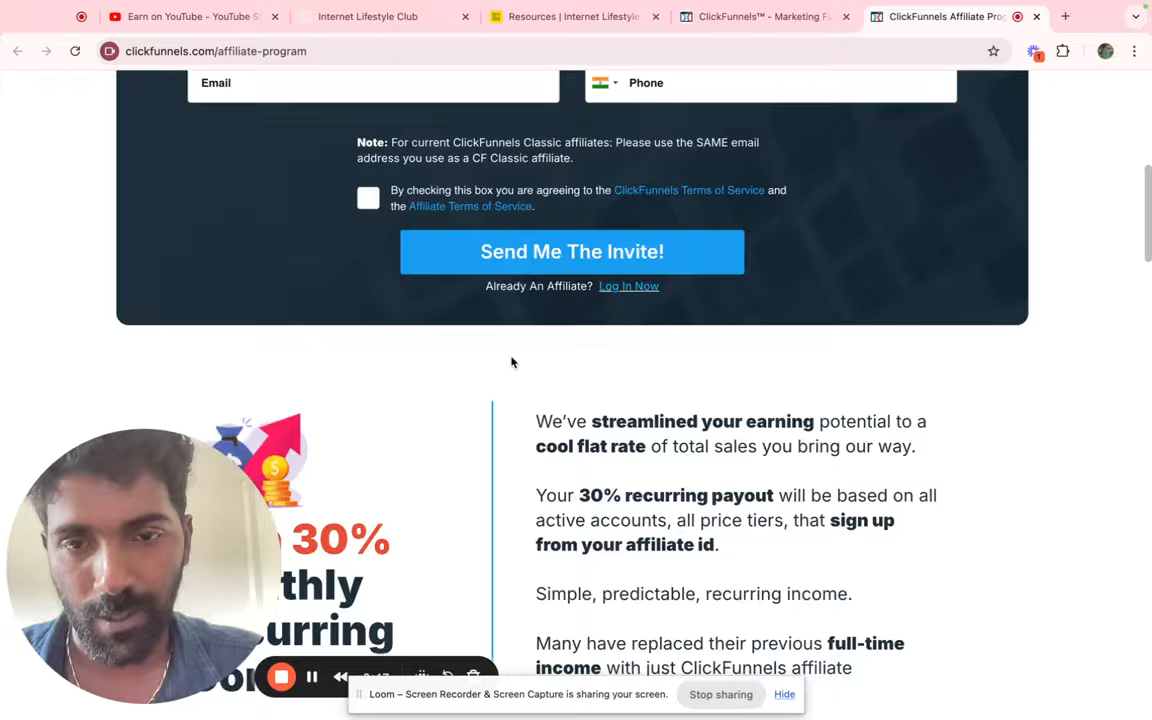 Earn on YouTube - YouTube S
Internet Lifestyle Club
Resources | Internet Lifestyle
ClickFunnels™ - Marketing Fu
ClickFunnels Affiliate Prog
clickfunnels.com/affiliate-program
1
Email
Phone
Note: For current ClickFunnels Classic affiliates: Please use the SAME email
address you use as a CF Classic affiliate.
By checking this box you are agreeing to the ClickFunnels Terms of Service and
the Affiliate Terms of Service.
Send Me The Invite!
Already An Affiliate? Log In Now
30%
thly
urring
We’ve streamlined your earning potential to a
cool flat rate of total sales you bring our way.
Your 30% recurring payout will be based on all
active accounts, all price tiers, that sign up
from your affiliate id.
Simple, predictable, recurring income.
Many have replaced their previous full-time
income with just ClickFunnels affiliate
Loom – Screen Recorder & Screen Capture is sharing your screen.
Stop sharing
Hide